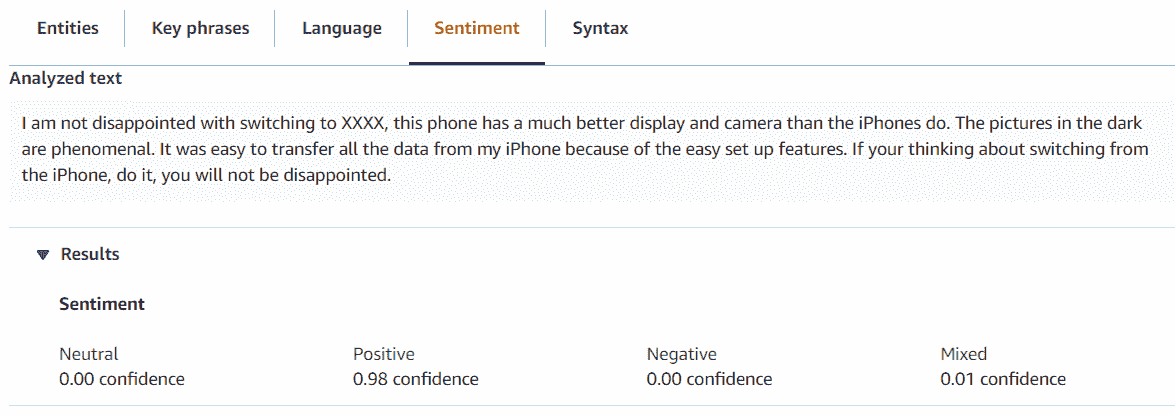 Entities Key phrases Language Sentiment Syntax
Analyzed text
I am not disappointed with switching to XXXX, this phone has a much better display and camera than the iPhones do. The pictures in the dark
are phenomenal. It was easy to transfer all the data from my iPhone because of the easy set up features. If your thinking about switching from
the iPhone, do it, you will not be disappointed.
Results
Sentiment
Neutral Positive Negative Mixed
0.00 confidence 0.98 confidence 0.00 confidence 0.01 confidence